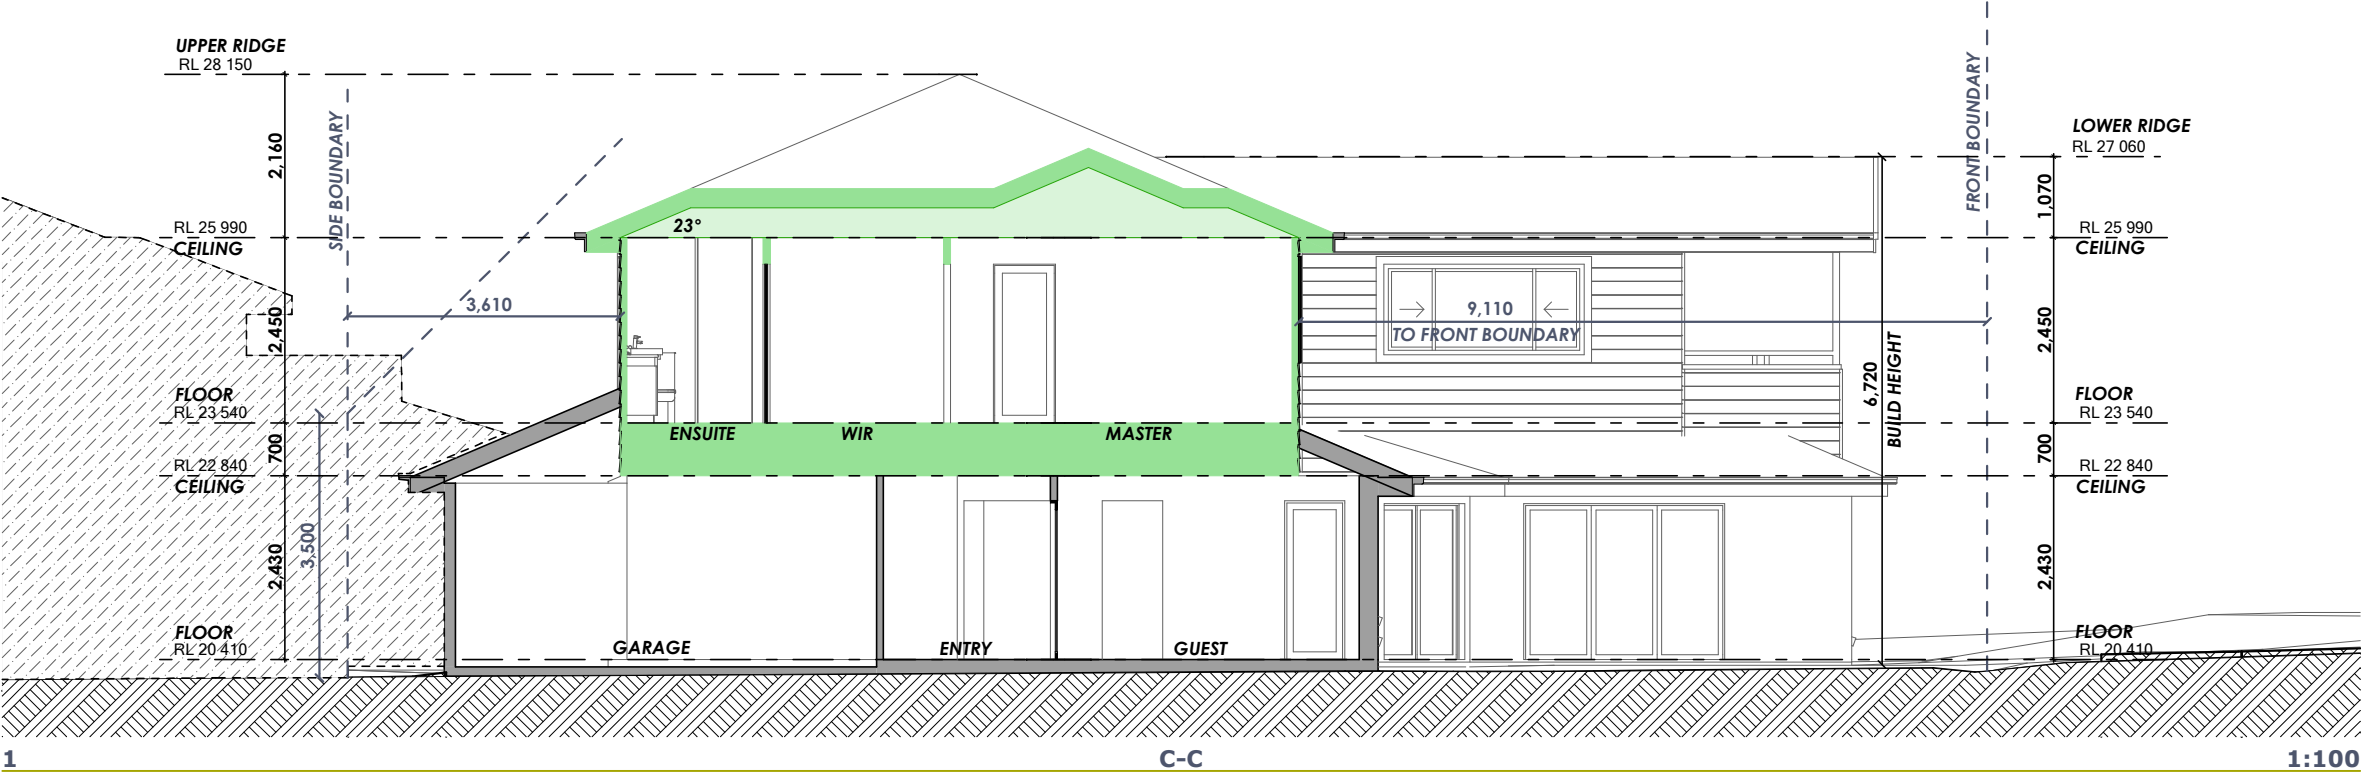 UPPER RIDGE
RL 28 150
2,160
SIDE BOUNDARY
RL 25 990
CEILING
2,450
3,610
FLOOR
RL 23 540
700
RL 22 840
CEILING
3,500
2,430
FLOOR
RL 20 410
23°
ENSUITE WIR MASTER
GARAGE ENTRY GUEST
9,110
TO FRONT BOUNDARY
6,720
BUILD HEIGHT
FRONT BOUNDARY
LOWER RIDGE
RL 27 060
1,070
RL 25 990
CEILING
2,450
FLOOR
RL 23 540
700
RL 22 840
CEILING
2,430
FLOOR
RL 20 410
1 C-C 1:100